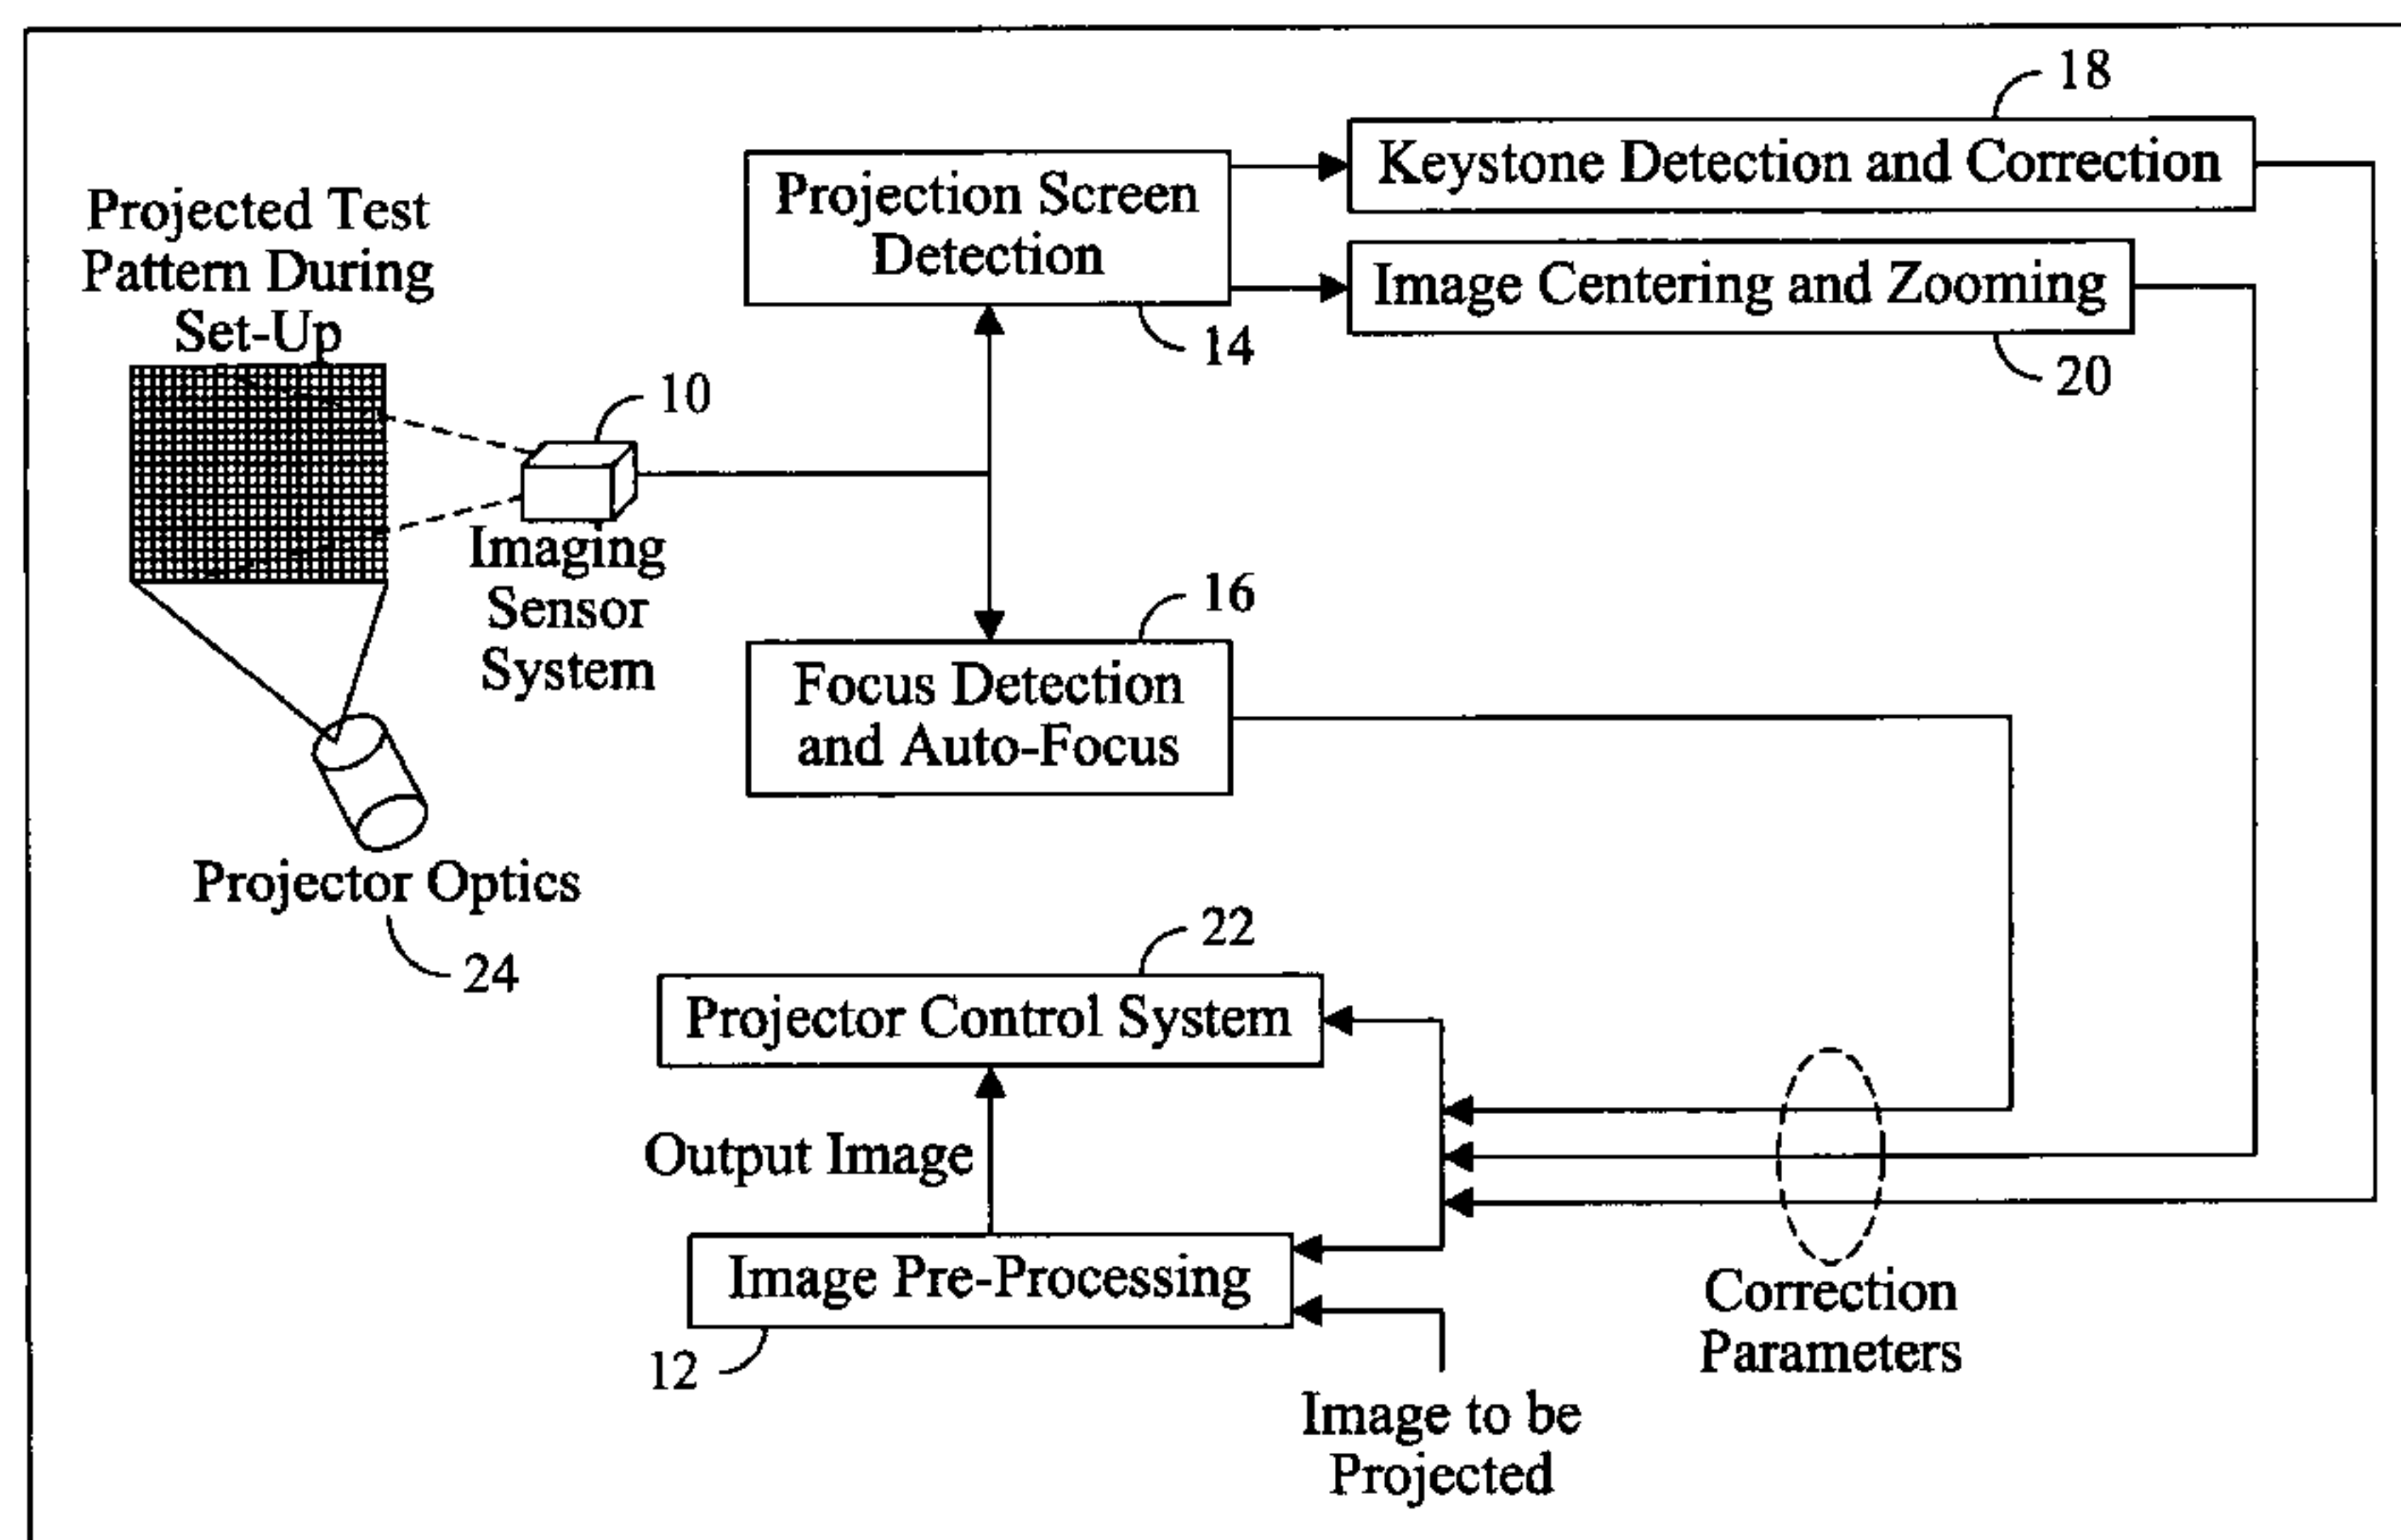 18
Keystone Detection and Correction
Projection Screen
Detection
14
Image Centering and Zooming
20
Projected Test
Pattern During
Set-Up
10
Imaging
Sensor
System
16
Focus Detection
and Auto-Focus
Projector Optics
24
22
Projector Control System
Output Image
Image Pre-Processing
12
Correction
Parameters
Image to be
Projected